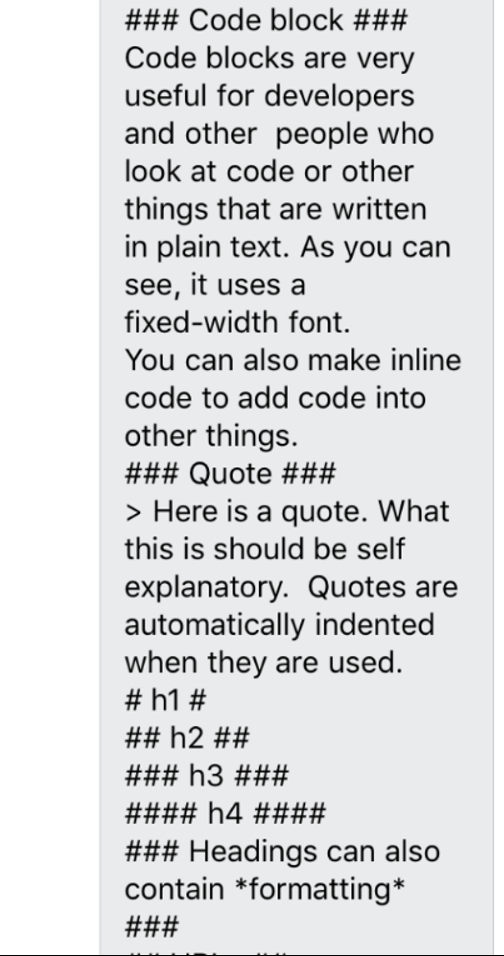 ### Code block ###
Code blocks are very
useful for developers
and other  people who
look at code or other
things that are written
in plain text. As you can
see, it uses a
fixed-width font.
You can also make inline
code to add code into
other things.
### Quote ###
> Here is a quote. What
this is should be self
explanatory.  Quotes are
automatically indented
when they are used.
# h1 #
## h2 ##
### h3 ###
#### h4 ####
### Headings can also
contain *formatting*
###